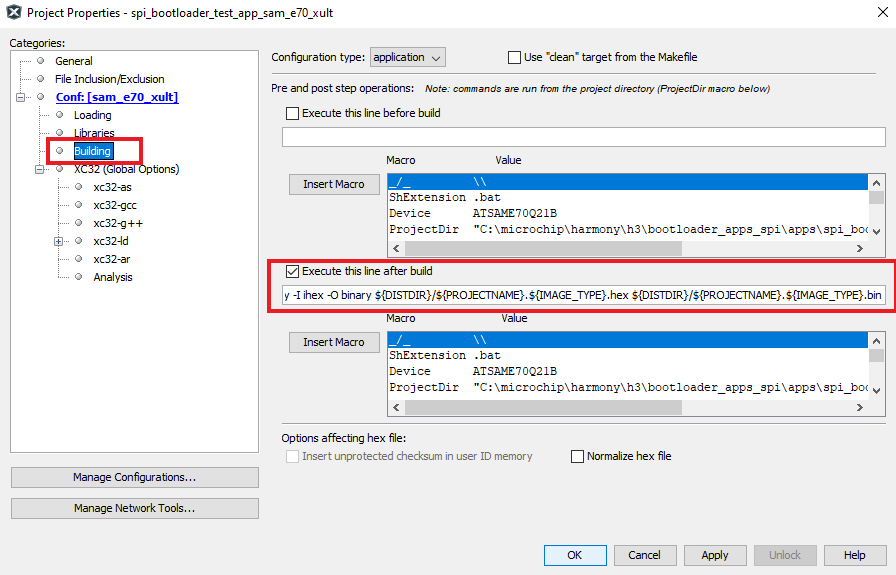 Project Properties - spi_bootloader_test_app_sam_e70_xult
Categories:
General
File Inclusion/Exclusion
Conf: [sam_e70_xult]
Loading
Libraries
Building
XC32 (Global Options)
xc32-as
xc32-gcc
xc32-g++
xc32-ld
xc32-ar
Analysis
Manage Configurations...
Manage Network Tools...
Configuration type: application Use "clean" target from the Makefile
Pre and post step operations: Note: commands are run from the project directory (ProjectDir macro below)
Execute this line before build
Macro Value
Insert Macro
_/_ \\
ShExtension .bat
Device ATSAME70Q21B
ProjectDir "C:\microchip\harmony\h3\bootloader_apps_spi\apps\spi_boo
Execute this line after build
y -I ihex -O binary ${DISTDIR}/${PROJECTNAME}.${IMAGE_TYPE}.hex ${DISTDIR}/${PROJECTNAME}.${IMAGE_TYPE}.bin
Macro Value
Insert Macro
_/_ \\
ShExtension .bat
Device ATSAME70Q21B
ProjectDir "C:\microchip\harmony\h3\bootloader_apps_spi\apps\spi_boo
Options affecting hex file:
Insert unprotected checksum in user ID memory Normalize hex file
OK Cancel Apply Unlock Help